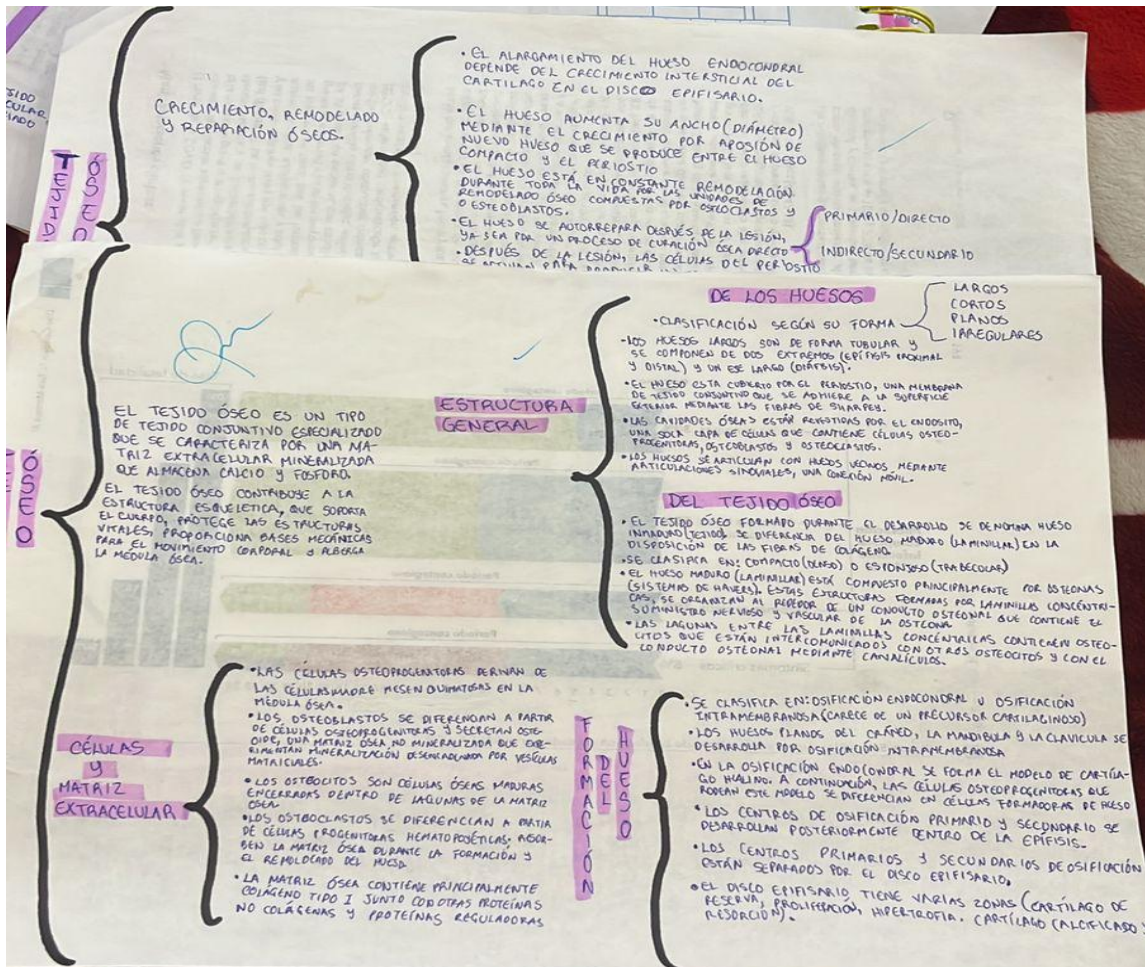 TEJIDO
ÓSEO
CRECIMIENTO, REMODELADO
Y REPARACIÓN ÓSEOS.
• EL ALARGAMIENTO DEL HUESO ENDOCONDRAL
DEPENDE DEL CRECIMIENTO INTERSTICIAL DEL
CARTILAGO EN EL DISCO EPIFISARIO.
• EL HUESO AUMENTA SU ANCHO (DIÁMETRO)
MEDIANTE EL CRECIMIENTO POR APOSIÓN DE
NUEVO HUESO QUE SE PRODUCE ENTRE EL HUESO
COMPACTO Y EL PERIOSTIO
• EL HUESO ESTÁ EN CONSTANTE REMODELACIÓN
DURANTE TODA LA VIDA POR LAS UNIDADES DE
REMODELADO ÓSEO COMPUESTAS POR OSTEOCLASTOS Y
O ESTEOBLASTOS.
• EL HUESO SE AUTORREPARA DESPUÉS DE LA LESIÓN,
YA SEA POR UN PROCESO DE CURACIÓN ÓSEA DIRECTO
PRIMARIO/DIRECTO
INDIRECTO/SECUNDARIO
• DESPUÉS DE LA LESIÓN, LAS CÉLULAS DEL PERIOSTIO
ÓSEO
EL TEJIDO ÓSEO ES UN TIPO
DE TEJIDO CONJUNTIVO ESPECIALIZADO
QUE SE CARACTERIZA POR UNA MA-
TRIZ EXTRACELULAR MINERALIZADA
QUE ALMACENA CALCIO Y FOSFORO.
EL TEJIDO ÓSEO CONTRIBUYE A LA
ESTRUCTURA ESQUELETICA, QUE SOPORTA
EL CUERPO, PROTEGE LAS ESTRUCTURAS
VITALES, PROPORCIONA BASES MECÁNICAS
PARA EL MOVIMIENTO CORPORAL Y ALBERGA
LA MEDULA ÓSEA.
ESTRUCTURA
GENERAL
DE LOS HUESOS
• CLASIFICACIÓN SEGÚN SU FORMA
LARGOS
CORTOS
PLANOS
IRREGULARES
• LOS HUESOS LARGOS SON DE FORMA TUBULAR Y
SE COMPONEN DE DOS EXTREMOS (EPÍFISIS PROXIMAL
Y DISTAL) Y UN EJE LARGO (DIÁFISIS).
• EL HUESO ESTA CUBIERTO POR EL PERIOSTIO, UNA MEMBRANA
DE TEJIDO CONJUNTIVO QUE SE ADHIERE A LA SUPERFICIE
EXTERIOR MEDIANTE LAS FIBRAS DE SHARPEY.
• LAS CAVIDADES ÓSEAS ESTÁN REVESTIDAS POR EL ENDOSITO,
UNA SOLA CAPA DE CÉLULAS QUE CONTIENE CÉLULAS OSTEO-
PROGENITORAS, OSTEOBLASTOS Y OSTEOCLASTOS.
• LOS HUESOS SE ARTICULAN CON HUESOS VECINOS MEDIANTE
ARTICULACIONES SINOVIALES, UNA CONEXIÓN MÓVIL.
DEL TEJIDO ÓSEO
• EL TEJIDO ÓSEO FORMADO DURANTE EL DESARROLLO SE DENOMINA HUESO
INMADURO (TEJIDO). SE DIFERENCIA DEL HUESO MADURO (LAMINILLAR) EN LA
DISPOSICIÓN DE LAS FIBRAS DE COLÁGENO.
• SE CLASIFICA EN: COMPACTO (DENSO) O ESPONJOSO (TRABECULAR)
• EL HUESO MADURO (LAMINILLAR) ESTÁ COMPUESTO PRINCIPALMENTE POR OSTEONAS
(SISTEMAS DE HAVERS). ESTAS ESTRUCTURAS FORMADAS POR LAMINILLAS CONCÉNTRI-
CAS, SE ORGANIZAN AL REDEDOR DE UN CONDUCTO OSTEONAL QUE CONTIENE EL
SUMINISTRO NERVIOSO Y VASCULAR DE LA OSTEONA
• LAS LAGUNAS ENTRE LAS LAMINILLAS CONCÉNTRICAS CONTIENEN OSTEO-
CITOS QUE ESTÁN INTERCOMUNICADOS CON OTROS OSTEOCITOS Y CON EL
CONDUCTO OSTÉONAL MEDIANTE CANALÍCULOS.
CÉLULAS
Y
MATRIZ
EXTRACELULAR
• LAS CÉLULAS OSTEOPROGENITORAS DERIVAN DE
LAS CÉLULAS MADRE MESENQUIMATOSAS EN LA
MÉDULA ÓSEA.
• LOS OSTEOBLASTOS SE DIFERENCIAN A PARTIR
DE CÉLULAS OSTEOPROGENITORAS Y SECRETAN OSTE-
OIDE, UNA MATRIZ ÓSEA NO MINERALIZADA QUE EXPE-
RIMENTAN MINERALIZACIÓN DESENCADENADA POR VESÍCULAS
MATRICIALES.
• LOS OSTEOCITOS SON CÉLULAS ÓSEAS MADURAS
ENCERRADAS DENTRO DE LAGUNAS DE LA MATRIZ
ÓSEA
• LOS OSTEOCLASTOS SE DIFERENCIAN A PARTIR
DE CÉLULAS PROGENITORAS HEMATOPOYÉTICAS; ABSOR-
BEN LA MATRIZ ÓSEA DURANTE LA FORMACIÓN Y
EL REMOLOCADO DEL HUESO
• LA MATRIZ ÓSEA CONTIENE PRINCIPALMENTE
COLÁGENO TIDO I JUNTO CON OTRAS PROTEÍNAS
NO COLÁGENAS Y PROTEÍNAS REGULADORAS
FORMACIÓN
DEL
HUESO
• SE CLASIFICA EN: OSIFICACIÓN ENDOCONDRAL U OSIFICACIÓN
INTRAMEMBRANOSA (CARECE DE UN PRECURSOR CARTILAGINOSO)
• LOS HUESOS PLANOS DEL CRÁNEO, LA MANDIBULA Y LA CLAVICULA SE
DESARROLLA POR OSIFICACIÓN INTRAMEMBRANOSA
• EN LA OSIFICACIÓN ENDOCONDRAL SE FORMA EL MODELO DE CARTÍLA-
GO HIALINO. A CONTINUACIÓN, LAS CÉLULAS OSTEOPROGENITORAS QUE
RODEAN ESTE MODELO SE DIFERENCIAN EN CÉLULAS FORMADORAS DE HUESO
• LOS CENTROS DE OSIFICACIÓN PRIMARIO Y SECUNDARIO SE
DESARROLLAN POSTERIORMENTE DENTRO DE LA EPÍFISIS.
• LOS CENTROS PRIMARIOS Y SECUNDARIOS DE OSIFICACIÓN
ESTÁN SEPARADOS POR EL DISCO EPIFISARIO.
• EL DISCO EPIFISARIO TIENE VARIAS ZONAS (CARTÍLAGO DE
RESERVA, PROLIFERACIÓN, HIPERTROFIA. CARTÍLAGO CALCIFICADO
RESORCIÓN).